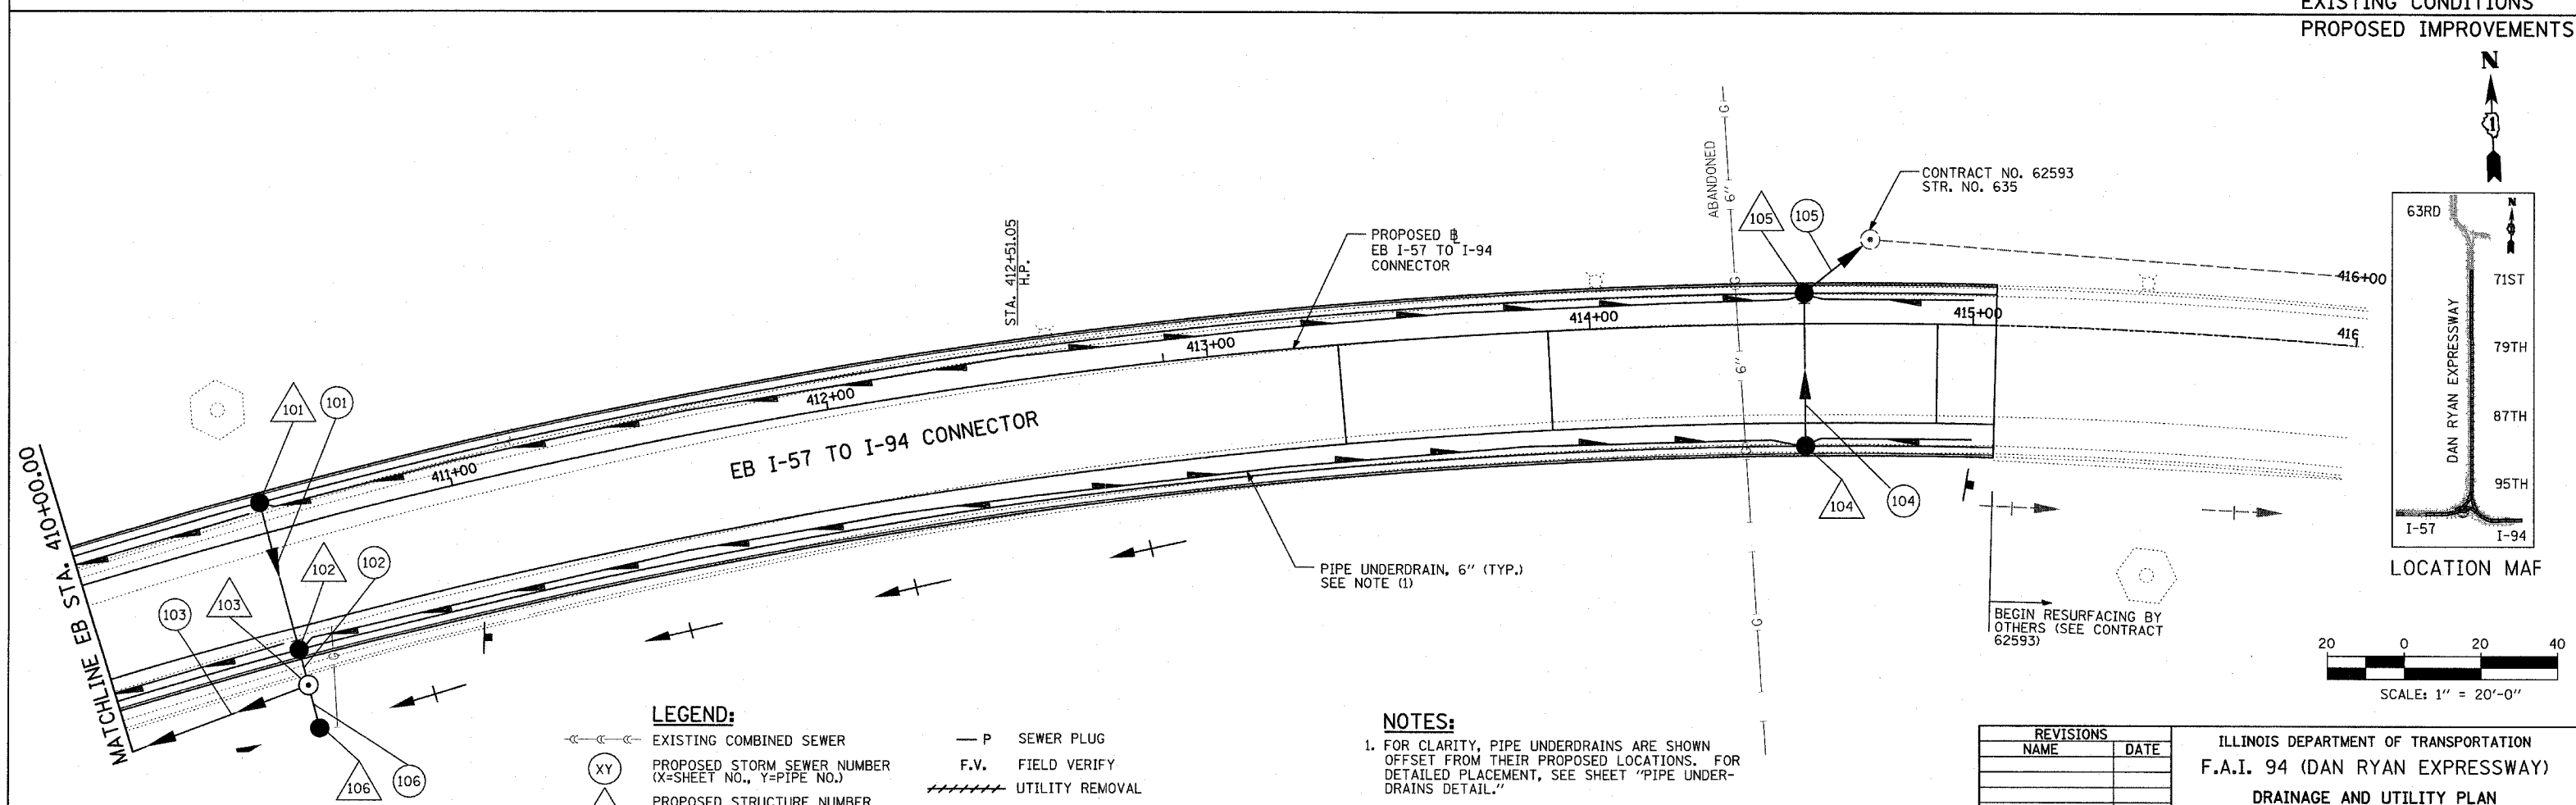 EXISTING CONDITIONS
PROPOSED IMPROVEMENTS
N
1
CONTRACT NO. 62593
STR. NO. 635
ABANDONED
6"
G
G
105
105
63RD
N
71ST
79TH
87TH
95TH
DAN RYAN EXPRESSWAY
I-57
I-94
LOCATION MAP
STA. 412+51.05
H.P.
PROPOSED B
EB I-57 TO I-94
CONNECTOR
416+00
416
415+00
414+00
413+00
412+00
411+00
6"
G
G
G
G
G
101
101
EB I-57 TO I-94 CONNECTOR
104
104
MATCHLINE EB STA. 410+00.00
102
102
103
103
G
106
106
PIPE UNDERDRAIN, 6" (TYP.)
SEE NOTE (1)
BEGIN RESURFACING BY
OTHERS (SEE CONTRACT
62593)
20 0 20 40
SCALE: 1" = 20'-0"
LEGEND:
EXISTING COMBINED SEWER
XY PROPOSED STORM SEWER NUMBER
(X=SHEET NO., Y=PIPE NO.)
PROPOSED STRUCTURE NUMBER
P SEWER PLUG
F.V. FIELD VERIFY
UTILITY REMOVAL
NOTES:
1. FOR CLARITY, PIPE UNDERDRAINS ARE SHOWN
OFFSET FROM THEIR PROPOSED LOCATIONS. FOR
DETAILED PLACEMENT, SEE SHEET "PIPE UNDER-
DRAINS DETAIL."
REVISIONS
NAME DATE
ILLINOIS DEPARTMENT OF TRANSPORTATION
F.A.I. 94 (DAN RYAN EXPRESSWAY)
DRAINAGE AND UTILITY PLAN